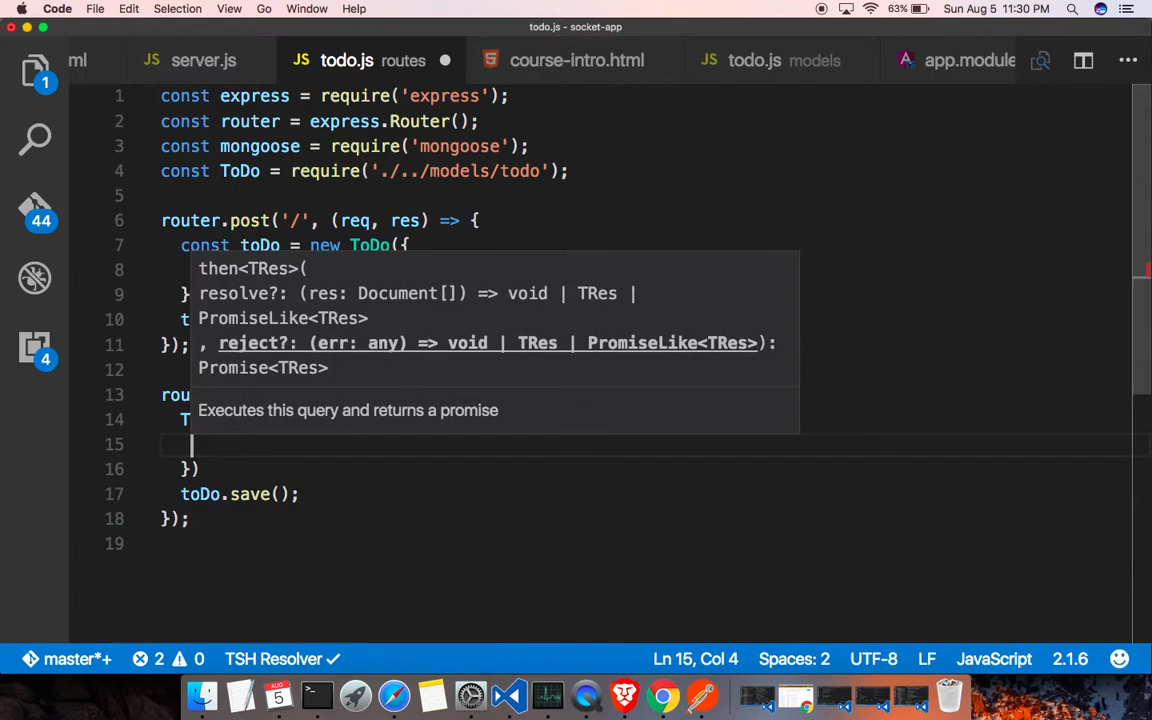 Code File Edit Selection View Go Window Help 63% Sun Aug 5 11:30 PM
todo.js - socket-app
ml JS server.js JS todo.js routes course-intro.html JS todo.js models app.module
1
44
4
1 const express = require('express');
2 const router = express.Router();
3 const mongoose = require('mongoose');
4 const ToDo = require('./../models/todo');
5
6 router.post('/', (req, res) => {
7 const toDo = new ToDo({
8
9 }
10 t
11 });
12
13 rou
14 T
15
16 })
17 toDo.save();
18 });
19
then<TRes>(
resolve?: (res: Document[]) => void | TRes |
PromiseLike<TRes>
, reject?: (err: any) => void | TRes | PromiseLike<TRes>):
Promise<TRes>
Executes this query and returns a promise
master*+ 2 0 TSH Resolver Ln 15, Col 4 Spaces: 2 UTF-8 LF JavaScript 2.1.6
AUG
5